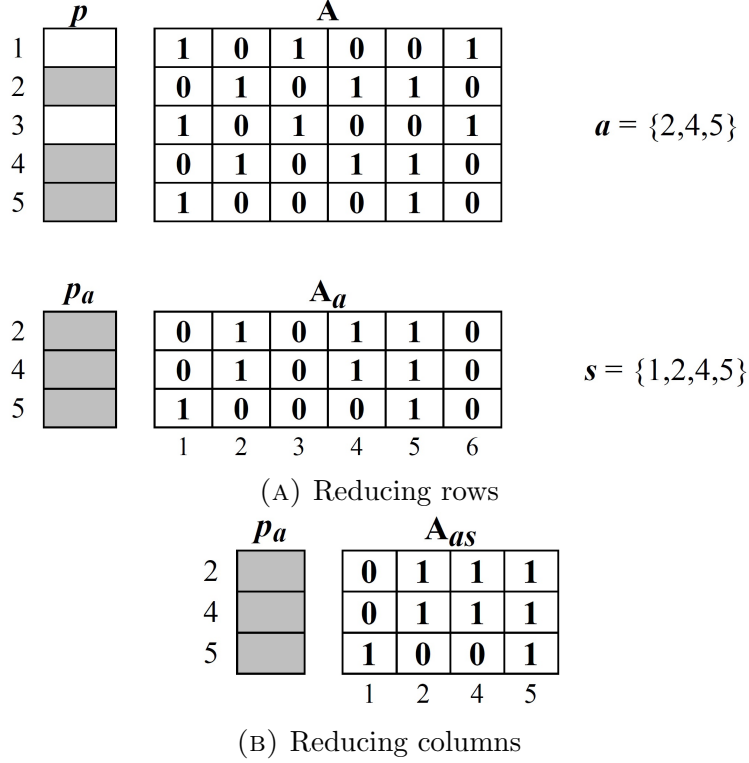 p A
1 1 0 1 0 0 1
2 0 1 0 1 1 0
3 1 0 1 0 0 1 a = {2,4,5}
4 0 1 0 1 1 0
5 1 0 0 0 1 0
pa Aa
2 0 1 0 1 1 0
4 0 1 0 1 1 0 s = {1,2,4,5}
5 1 0 0 0 1 0
1 2 3 4 5 6
(A) Reducing rows
pa Aas
2 0 1 1 1
4 0 1 1 1
5 1 0 0 1
1 2 4 5
(B) Reducing columns